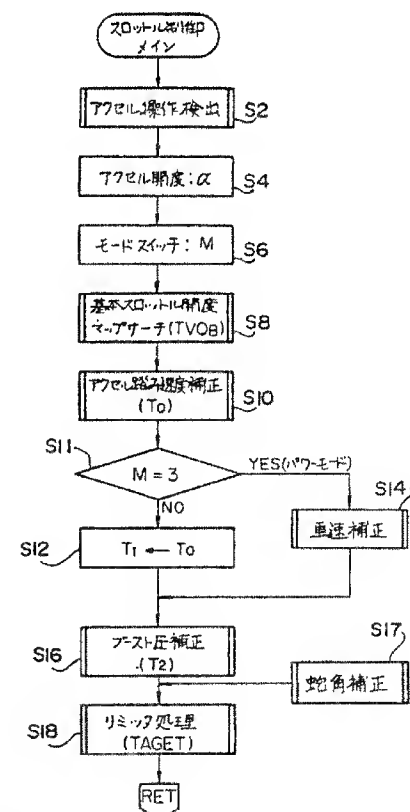 スロットル制御
メイン
アクセル操作検出
S2
アクセル開度:α
S4
モードスイッチ:M
S6
基本スロットル開度
マップサーチ(TVOB)
S8
アクセル踏み速度補正
(To)
S10
S11
M=3
YES(パワーモード)
NO
S12
T1 ← To
S14
車速補正
S16
ブースト圧補正
(T2)
S17
蛇角補正
S18
リミッタ処理
(TAGET)
RET